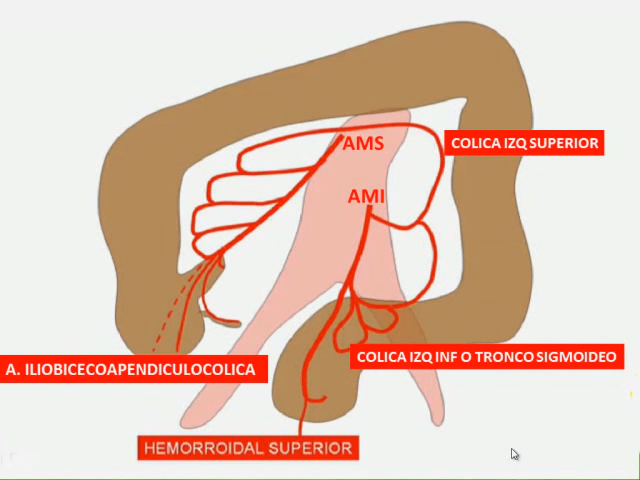 AMS
COLICA IZQ SUPERIOR
AMI
COLICA IZQ INF O TRONCO SIGMOIDEO
A. ILIOBICECOAPENDICULOCOLICA
HEMORROIDAL SUPERIOR